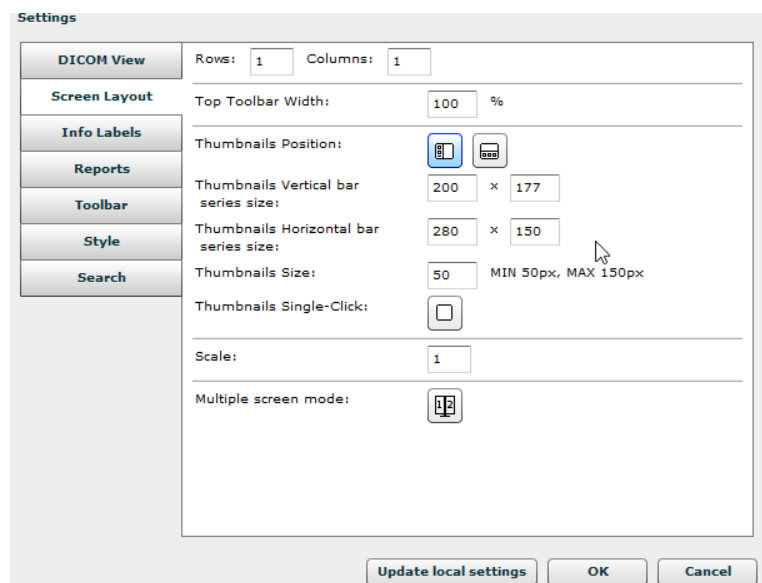 Settings
DICOM View
Screen Layout
Info Labels
Reports
Toolbar
Style
Search
Rows: 1 Columns: 1
Top Toolbar Width: 100 %
Thumbnails Position:
Thumbnails Vertical bar
series size: 200 × 177
Thumbnails Horizontal bar
series size: 280 × 150
Thumbnails Size: 50 MIN 50px, MAX 150px
Thumbnails Single-Click:
Scale: 1
Multiple screen mode: 1 2
Update local settings OK Cancel